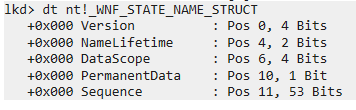 lkd> dt nt!_WNF_STATE_NAME_STRUCT
+0x000 Version : Pos 0, 4 Bits
+0x000 NameLifetime : Pos 4, 2 Bits
+0x000 DataScope : Pos 6, 4 Bits
+0x000 PermanentData : Pos 10, 1 Bit
+0x000 Sequence : Pos 11, 53 Bits